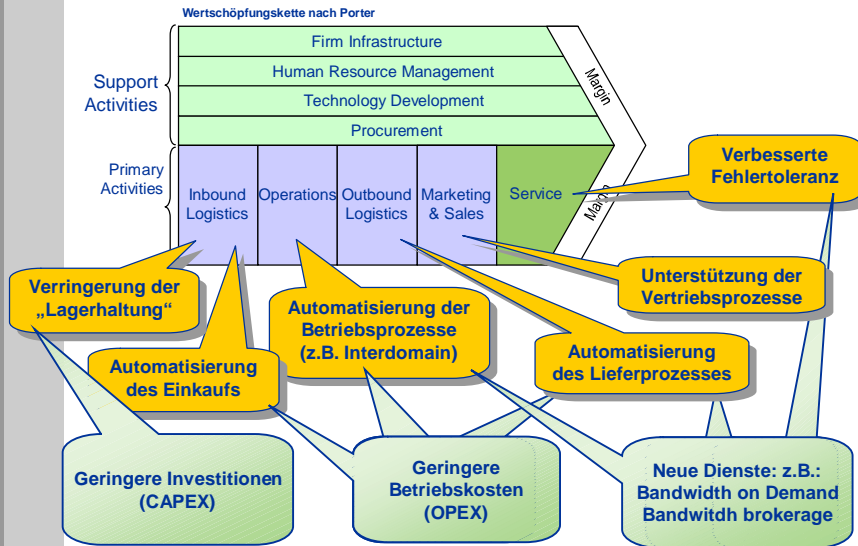 Wertschöpfungskette nach Porter
Firm Infrastructure
Human Resource Management
Technology Development
Procurement
Support
Activities
Margin
Primary
Activities
Inbound
Logistics
Operations
Outbound
Logistics
Marketing
& Sales
Service
Margin
Verbesserte
Fehlertoleranz
Verringerung der
„Lagerhaltung“
Automatisierung der
Betriebsprozesse
(z.B. Interdomain)
Unterstützung der
Vertriebsprozesse
Automatisierung
des Einkaufs
Automatisierung
des Lieferprozesses
Geringere Investitionen
(CAPEX)
Geringere
Betriebskosten
(OPEX)
Neue Dienste: z.B.:
Bandwidth on Demand
Bandwitdh brokerage